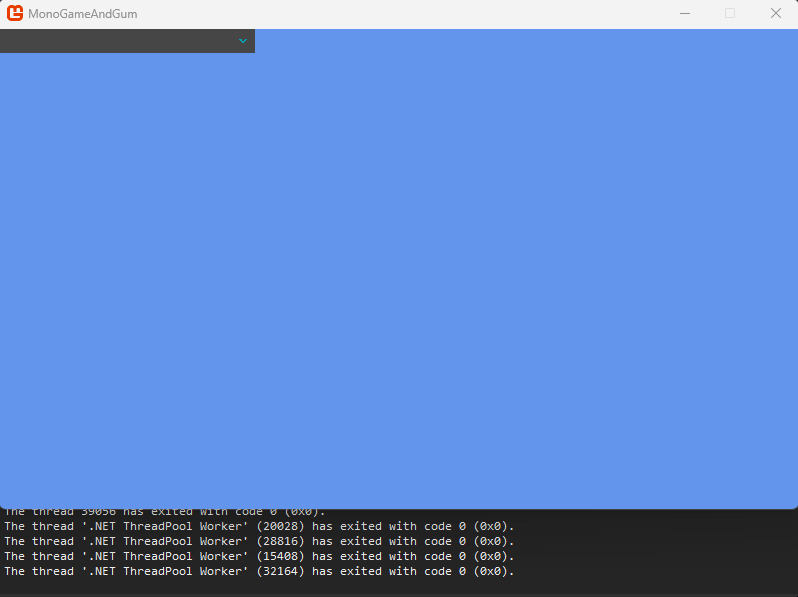 MonoGameAndGum
The thread 39056 has exited with code 0 (0x0).
The thread '.NET ThreadPool Worker' (20028) has exited with code 0 (0x0).
The thread '.NET ThreadPool Worker' (28816) has exited with code 0 (0x0).
The thread '.NET ThreadPool Worker' (15408) has exited with code 0 (0x0).
The thread '.NET ThreadPool Worker' (32164) has exited with code 0 (0x0).